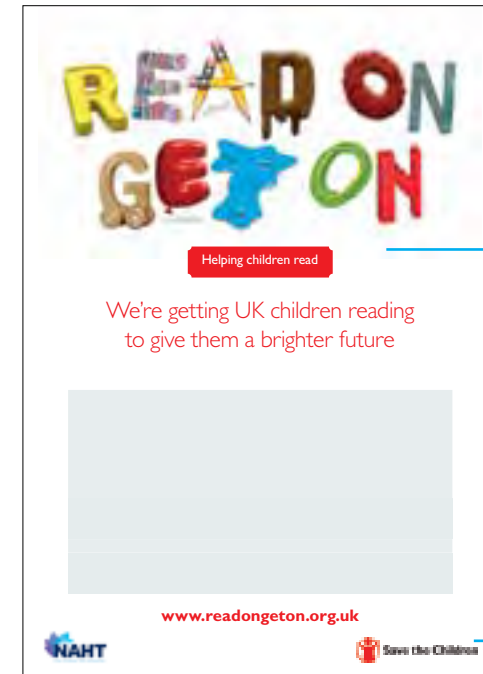 READ ON
GET ON
Helping children read
We're getting UK children reading
to give them a brighter future
www.readongeton.org.uk
NAHT
Save the Children